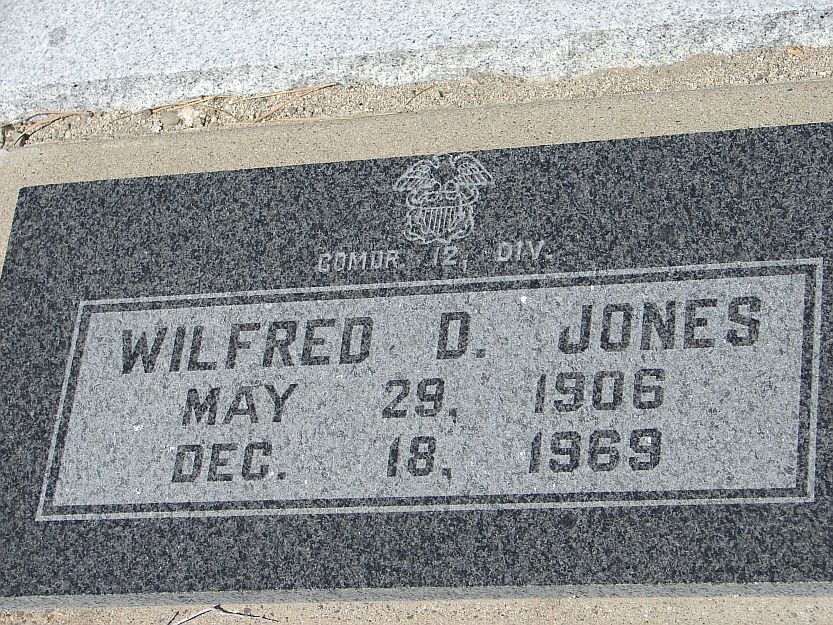 COMDR 12, DIV.
WILFRED D. JONES
MAY 29, 1906
DEC. 18, 1969